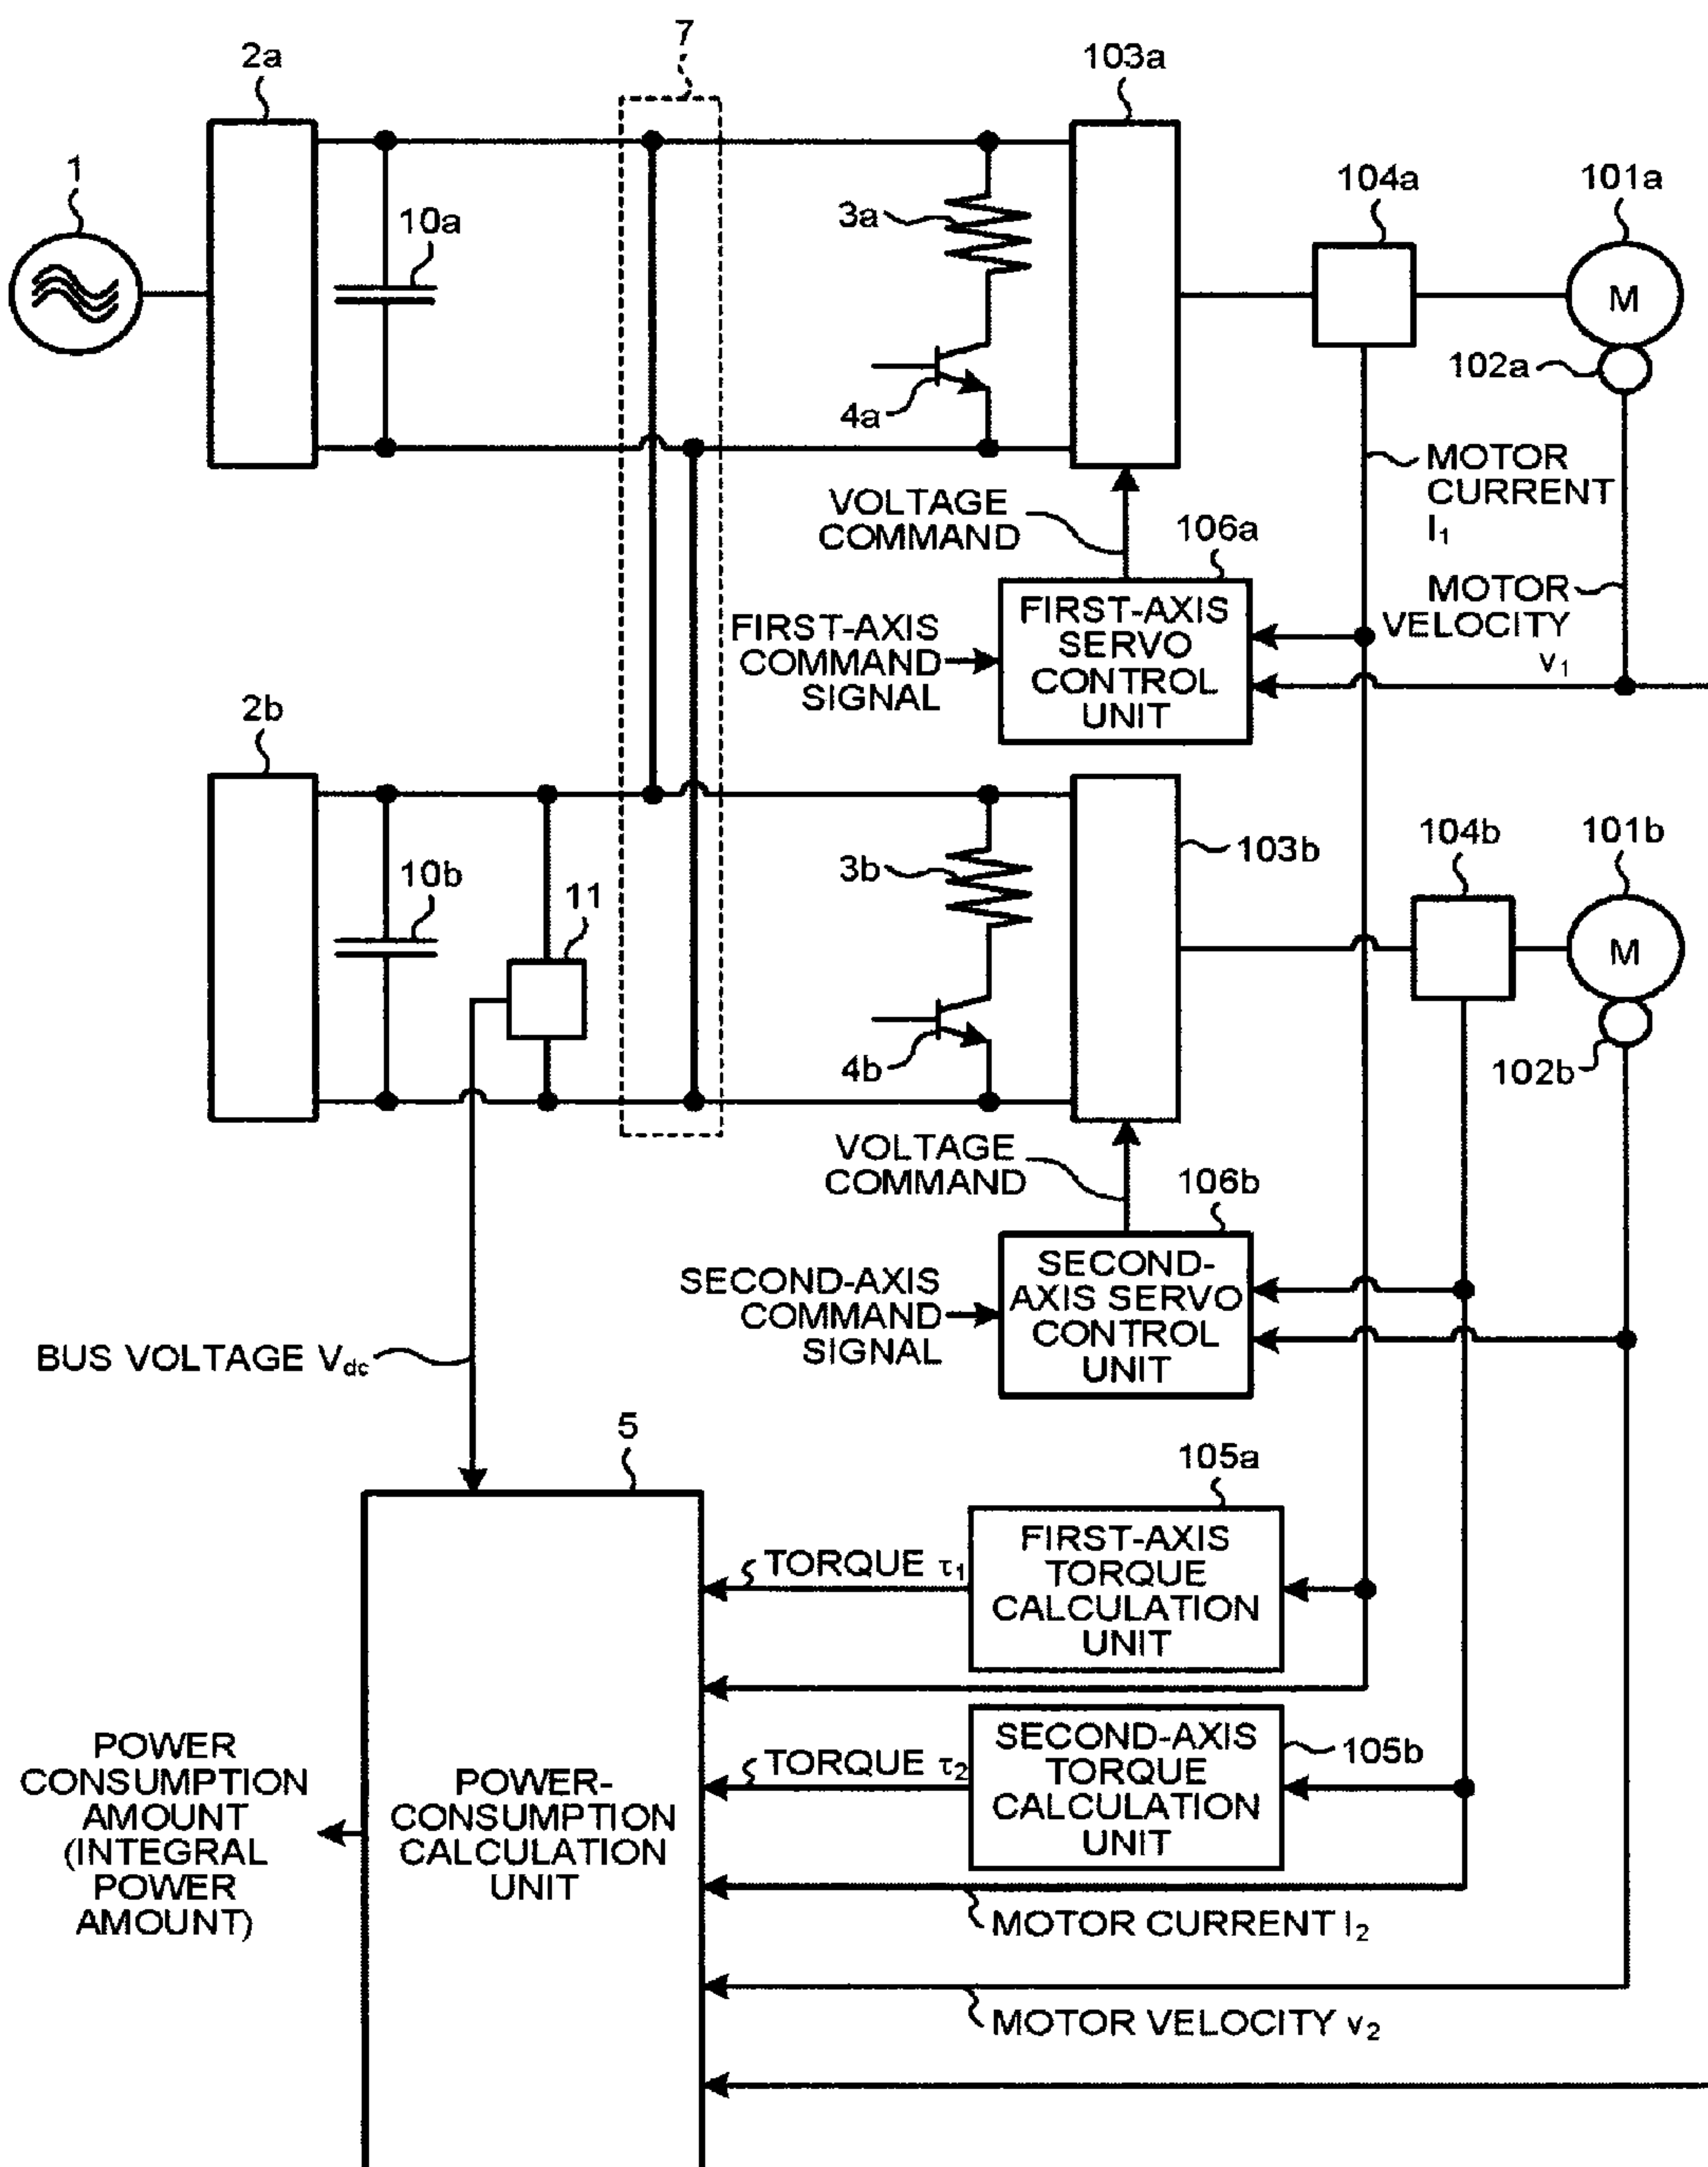 7
2a
103a
1
104a
101a
10a
3a
M
102a
4a
MOTOR
CURRENT
I₁
VOLTAGE
COMMAND
106a
MOTOR
VELOCITY
v₁
FIRST-AXIS
COMMAND
SIGNAL
FIRST-AXIS
SERVO
CONTROL
UNIT
2b
104b
101b
103b
10b
3b
11
M
4b
102b
VOLTAGE
COMMAND
106b
SECOND-AXIS
COMMAND
SIGNAL
SECOND-
AXIS SERVO
CONTROL
UNIT
BUS VOLTAGE Vdc
5
105a
TORQUE τ₁
FIRST-AXIS
TORQUE
CALCULATION
UNIT
TORQUE τ₂
SECOND-AXIS
TORQUE
CALCULATION
UNIT
105b
POWER
CONSUMPTION
AMOUNT
(INTEGRAL
POWER
AMOUNT)
POWER-
CONSUMPTION
CALCULATION
UNIT
MOTOR CURRENT I₂
MOTOR VELOCITY v₂